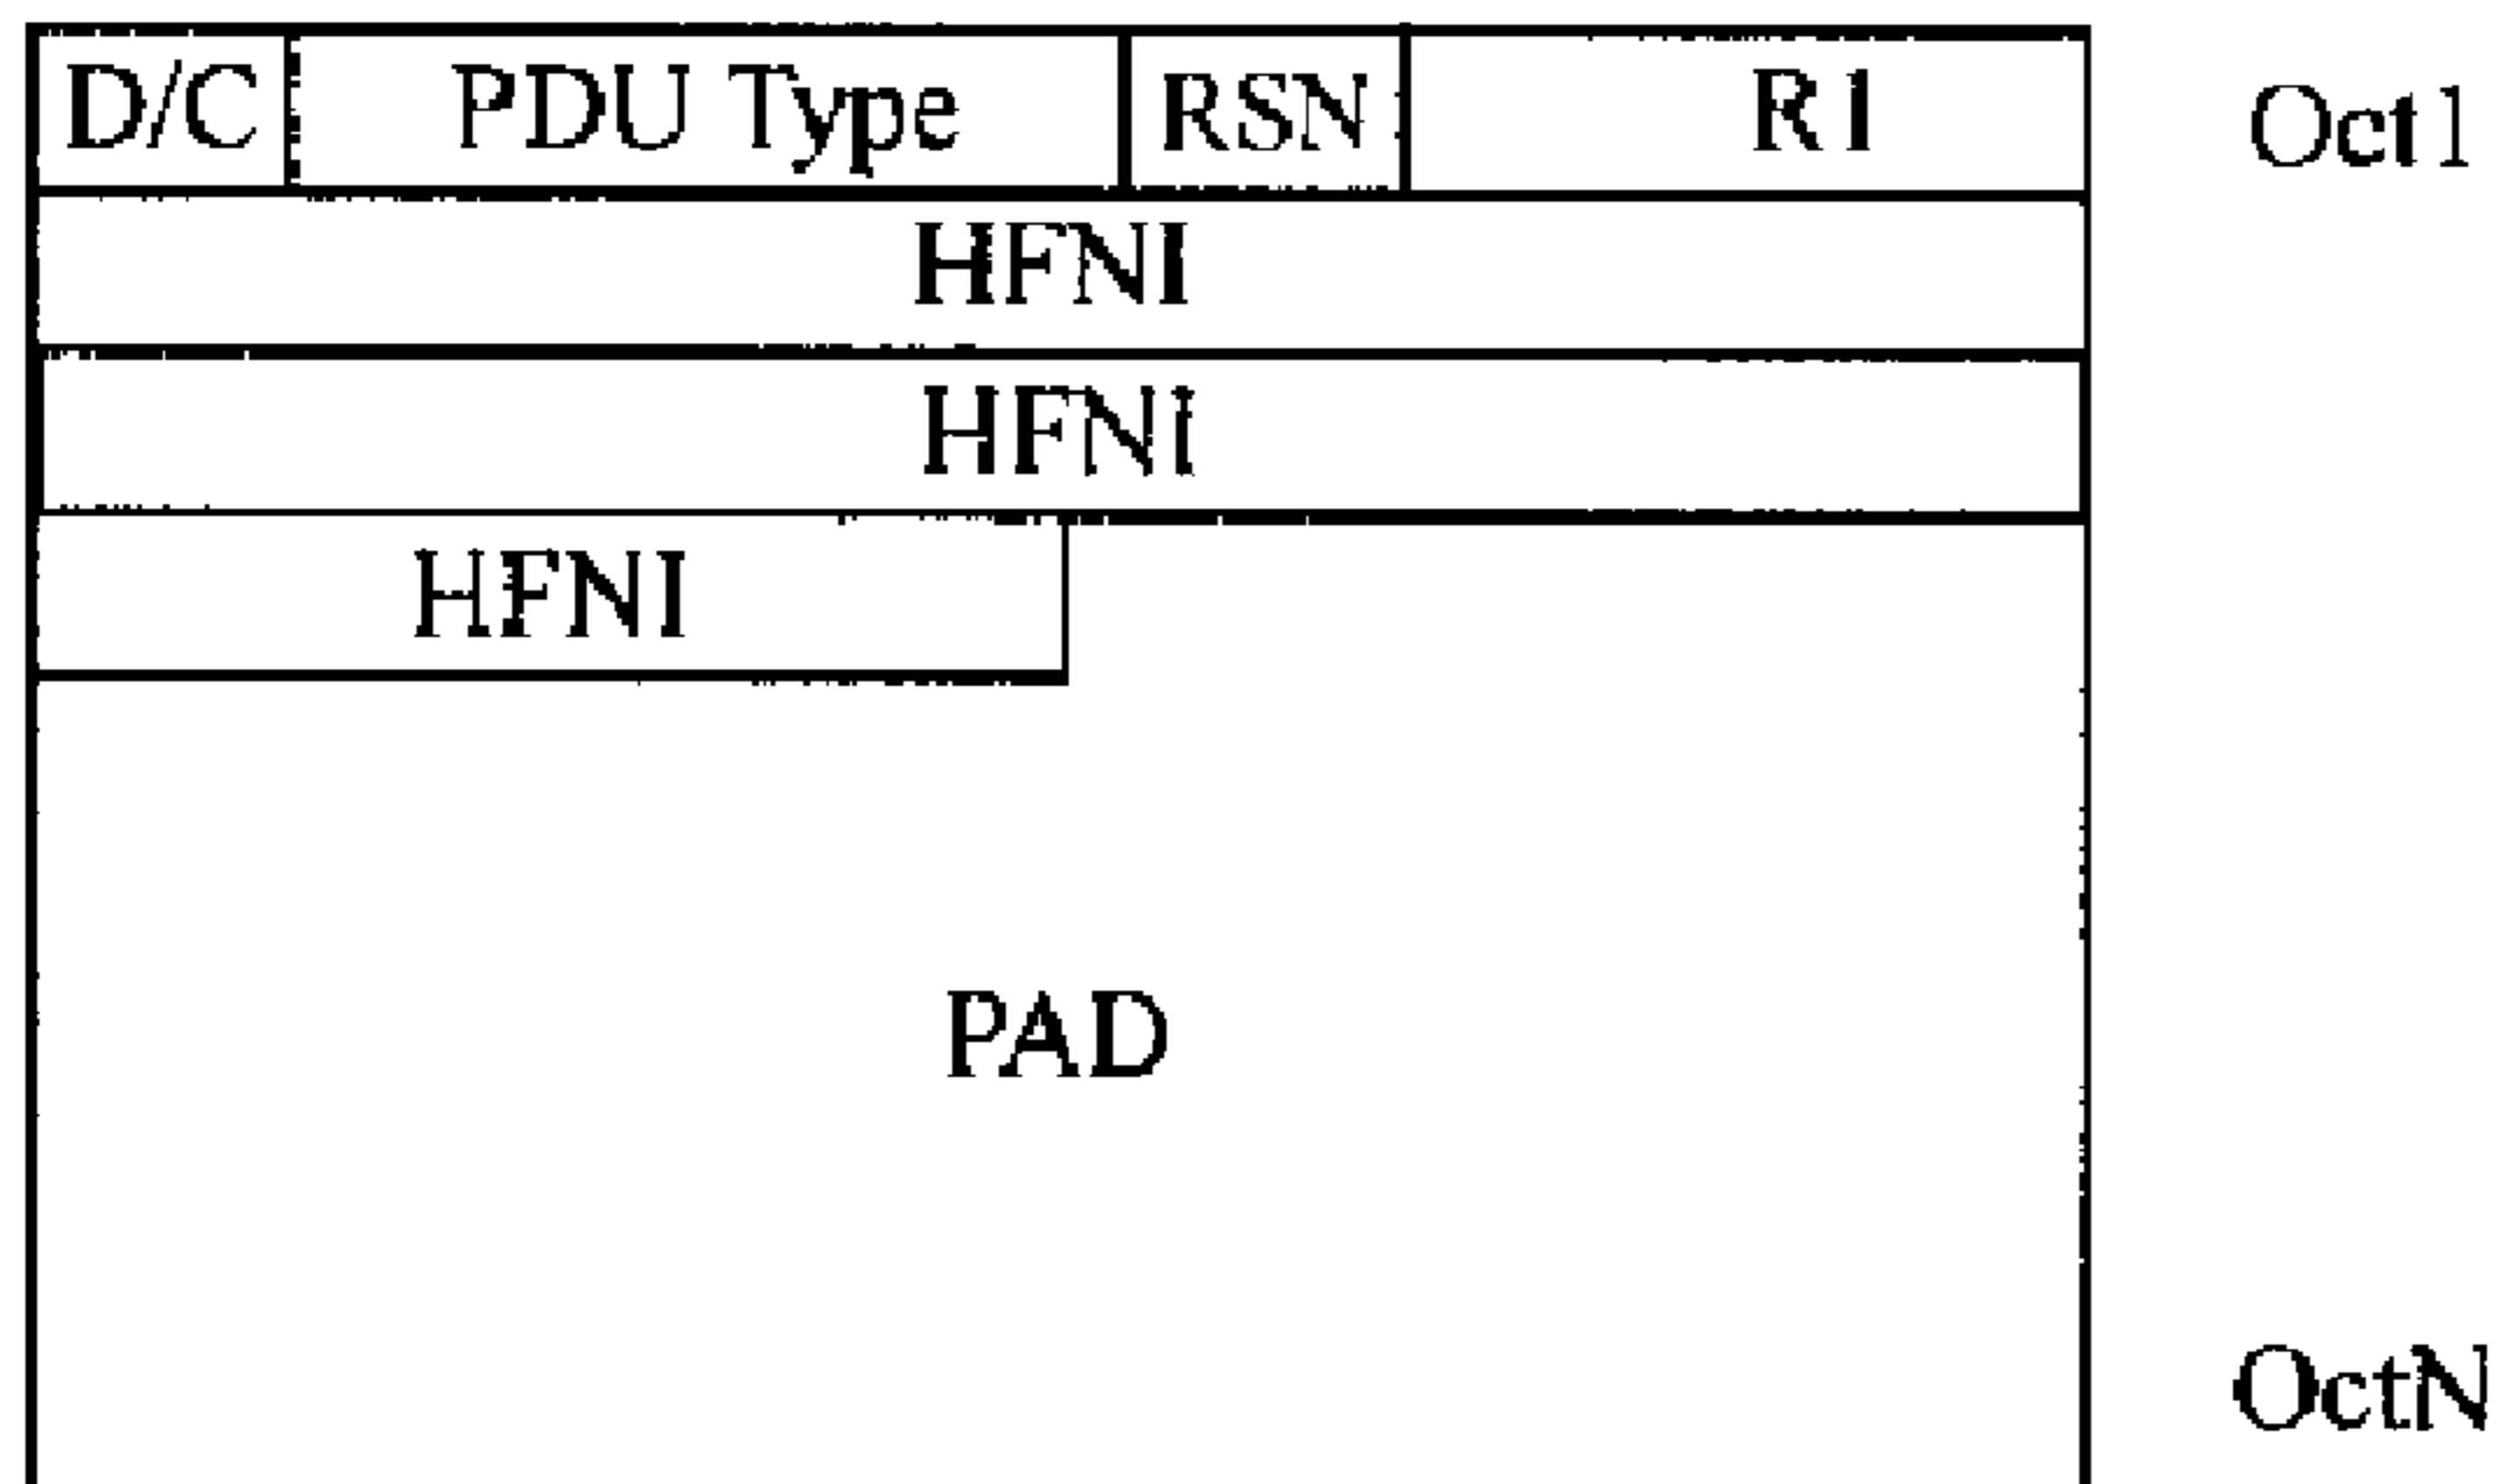 D/C PDU Type RSN R1 Oct1
HFNI
HFNI
HFNI
PAD
OctN